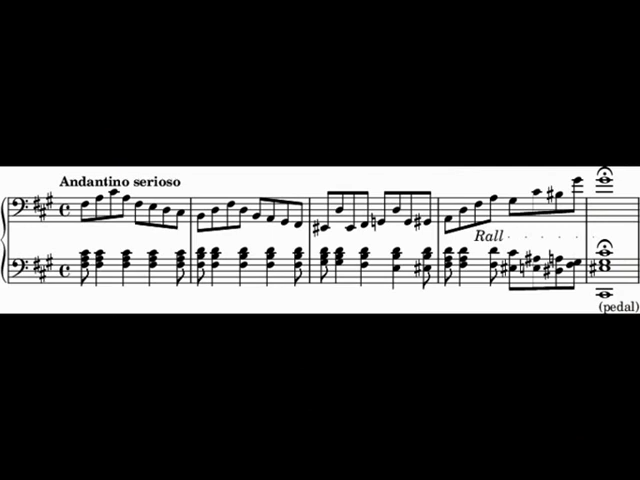 Andantino serioso
Rall . . . . . .
(pedal)